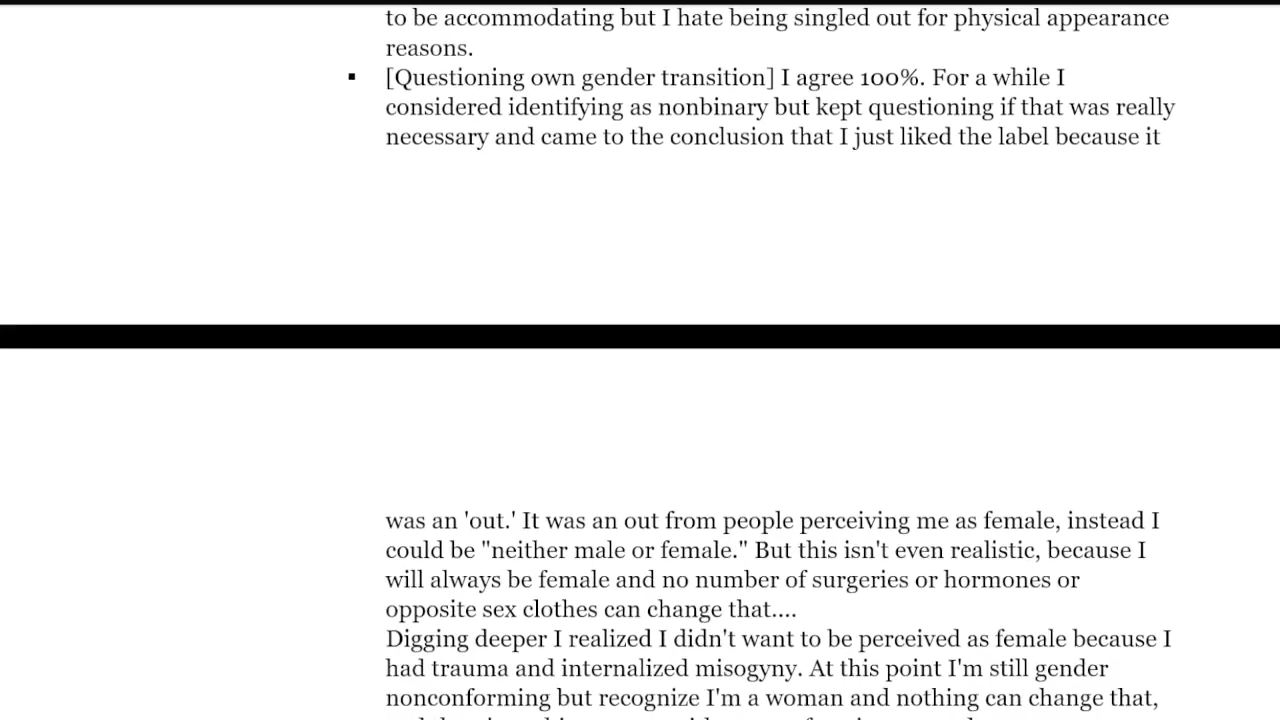 to be accommodating but I hate being singled out for physical appearance
reasons.
▪ [Questioning own gender transition] I agree 100%. For a while I
considered identifying as nonbinary but kept questioning if that was really
necessary and came to the conclusion that I just liked the label because it
was an 'out.' It was an out from people perceiving me as female, instead I
could be "neither male or female." But this isn't even realistic, because I
will always be female and no number of surgeries or hormones or
opposite sex clothes can change that....
Digging deeper I realized I didn't want to be perceived as female because I
had trauma and internalized misogyny. At this point I'm still gender
nonconforming but recognize I'm a woman and nothing can change that,